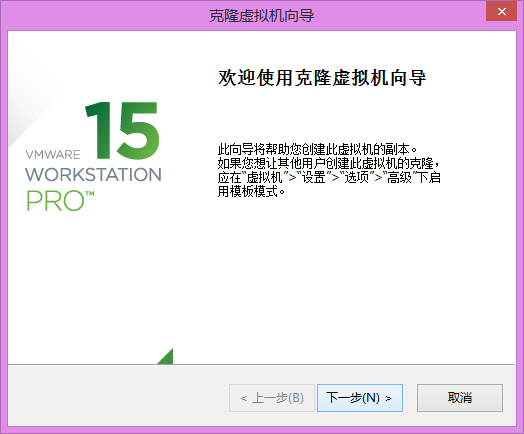 克隆虚拟机向导
15
VMWARE
WORKSTATION
PRO™
欢迎使用克隆虚拟机向导
此向导将帮助您创建此虚拟机的副本。
如果您想让其他用户创建此虚拟机的克隆，
应在"虚拟机">"设置">"选项">"高级"下启
用模板模式。
< 上一步(B)
下一步(N) >
取消